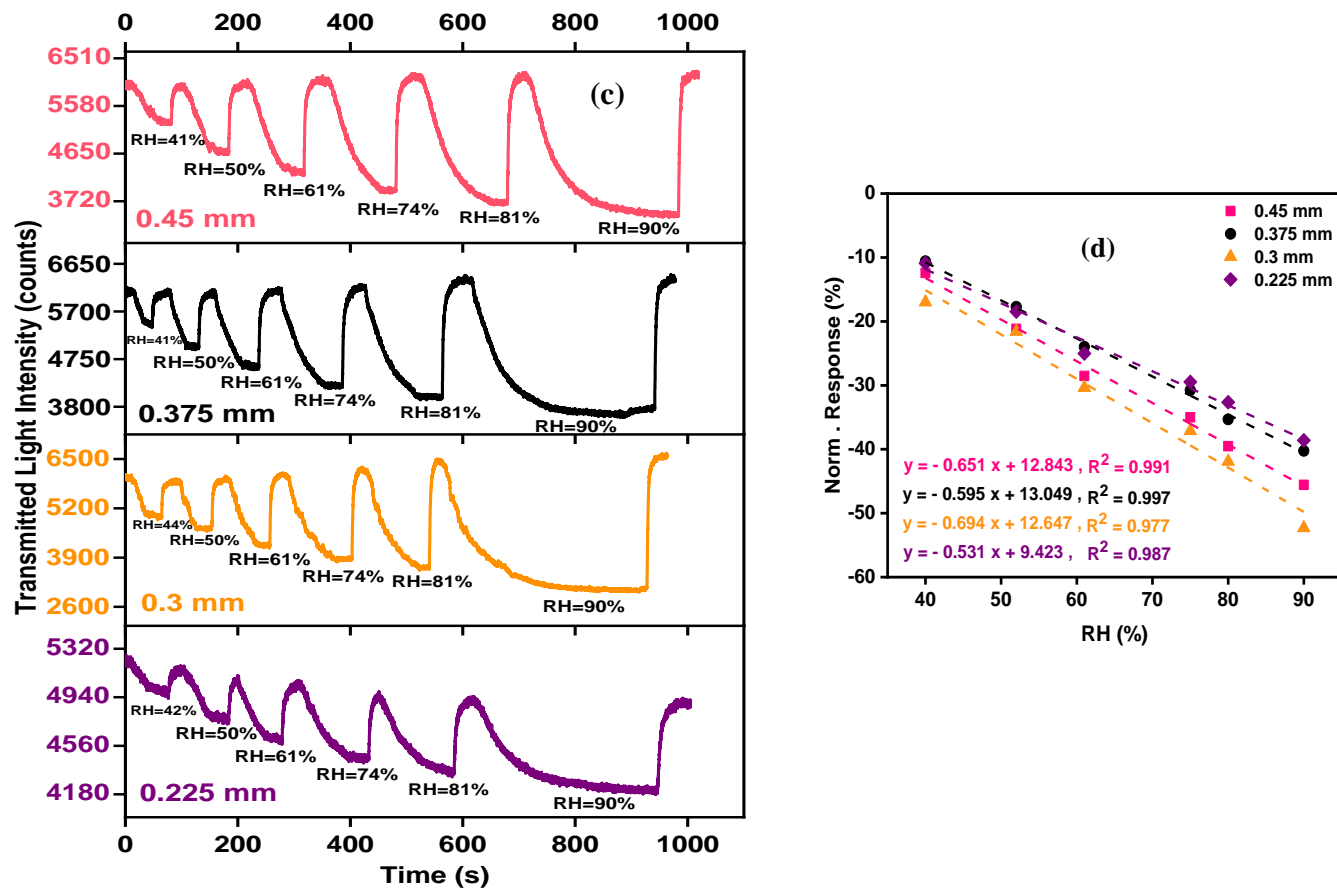 0 200 400 600 800 1000
Transmitted Light Intensity (counts)
(c)
6510
5580
4650
3720
RH=41%
RH=50%
RH=61%
RH=74%
RH=81%
RH=90%
0.45 mm
6650
5700
4750
3800
RH=41%
RH=50%
RH=61%
RH=74%
RH=81%
RH=90%
0.375 mm
6500
5200
3900
2600
RH=44%
RH=50%
RH=61%
RH=74%
RH=81%
RH=90%
0.3 mm
5320
4940
4560
4180
RH=42%
RH=50%
RH=61%
RH=74%
RH=81%
RH=90%
0.225 mm
0 200 400 600 800 1000
Time (s)
(d)
Norm . Response (%)
0
-10
-20
-30
-40
-50
-60
0.45 mm
0.375 mm
0.3 mm
0.225 mm
y = - 0.651 x + 12.843 , R² = 0.991
y = - 0.595 x + 13.049 , R² = 0.997
y = - 0.694 x + 12.647 , R² = 0.977
y = - 0.531 x + 9.423 , R² = 0.987
40 50 60 70 80 90
RH (%)